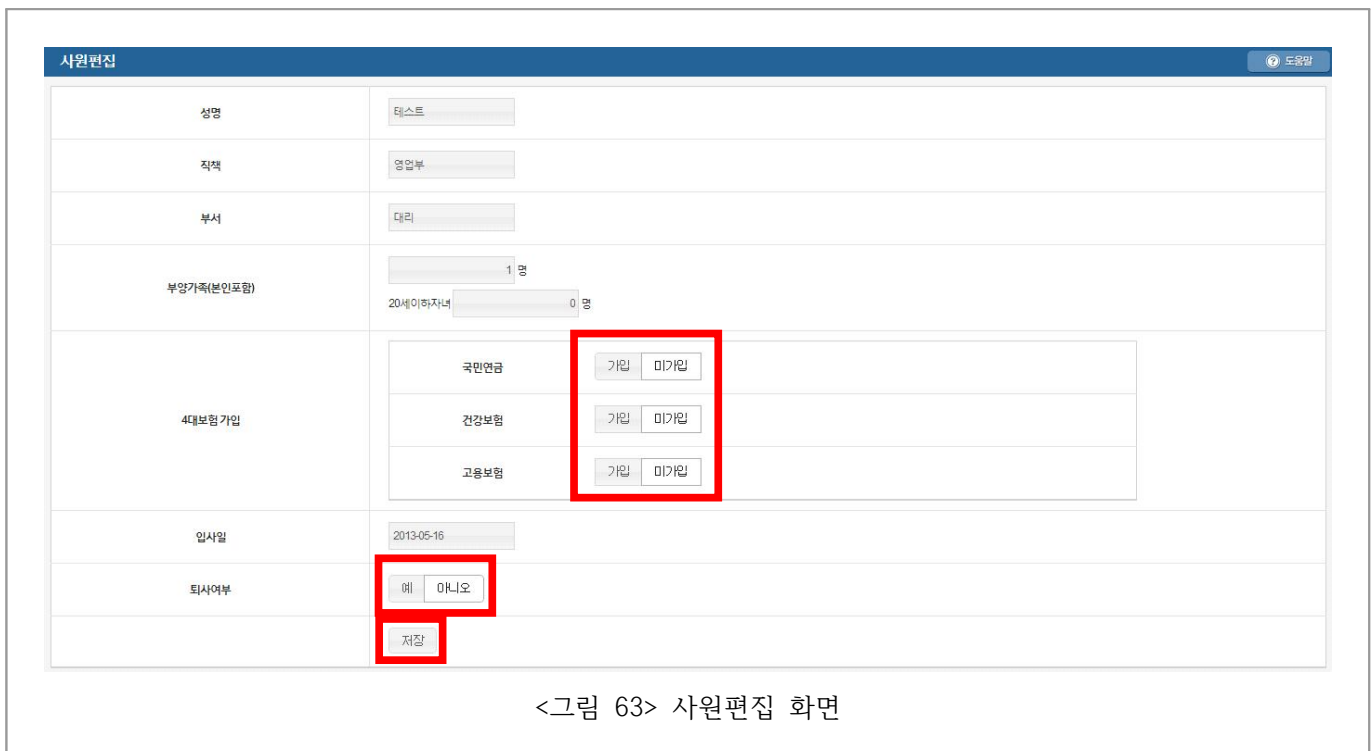 사원편집
도움말
성명 테스트
직책 영업부
부서 대리
부양가족(본인포함) 1 명
20세이하자녀 0 명
4대보험 가입
국민연금 가입 미가입
건강보험 가입 미가입
고용보험 가입 미가입
입사일 2013-05-16
퇴사여부 예 아니오
저장
<그림 63> 사원편집 화면